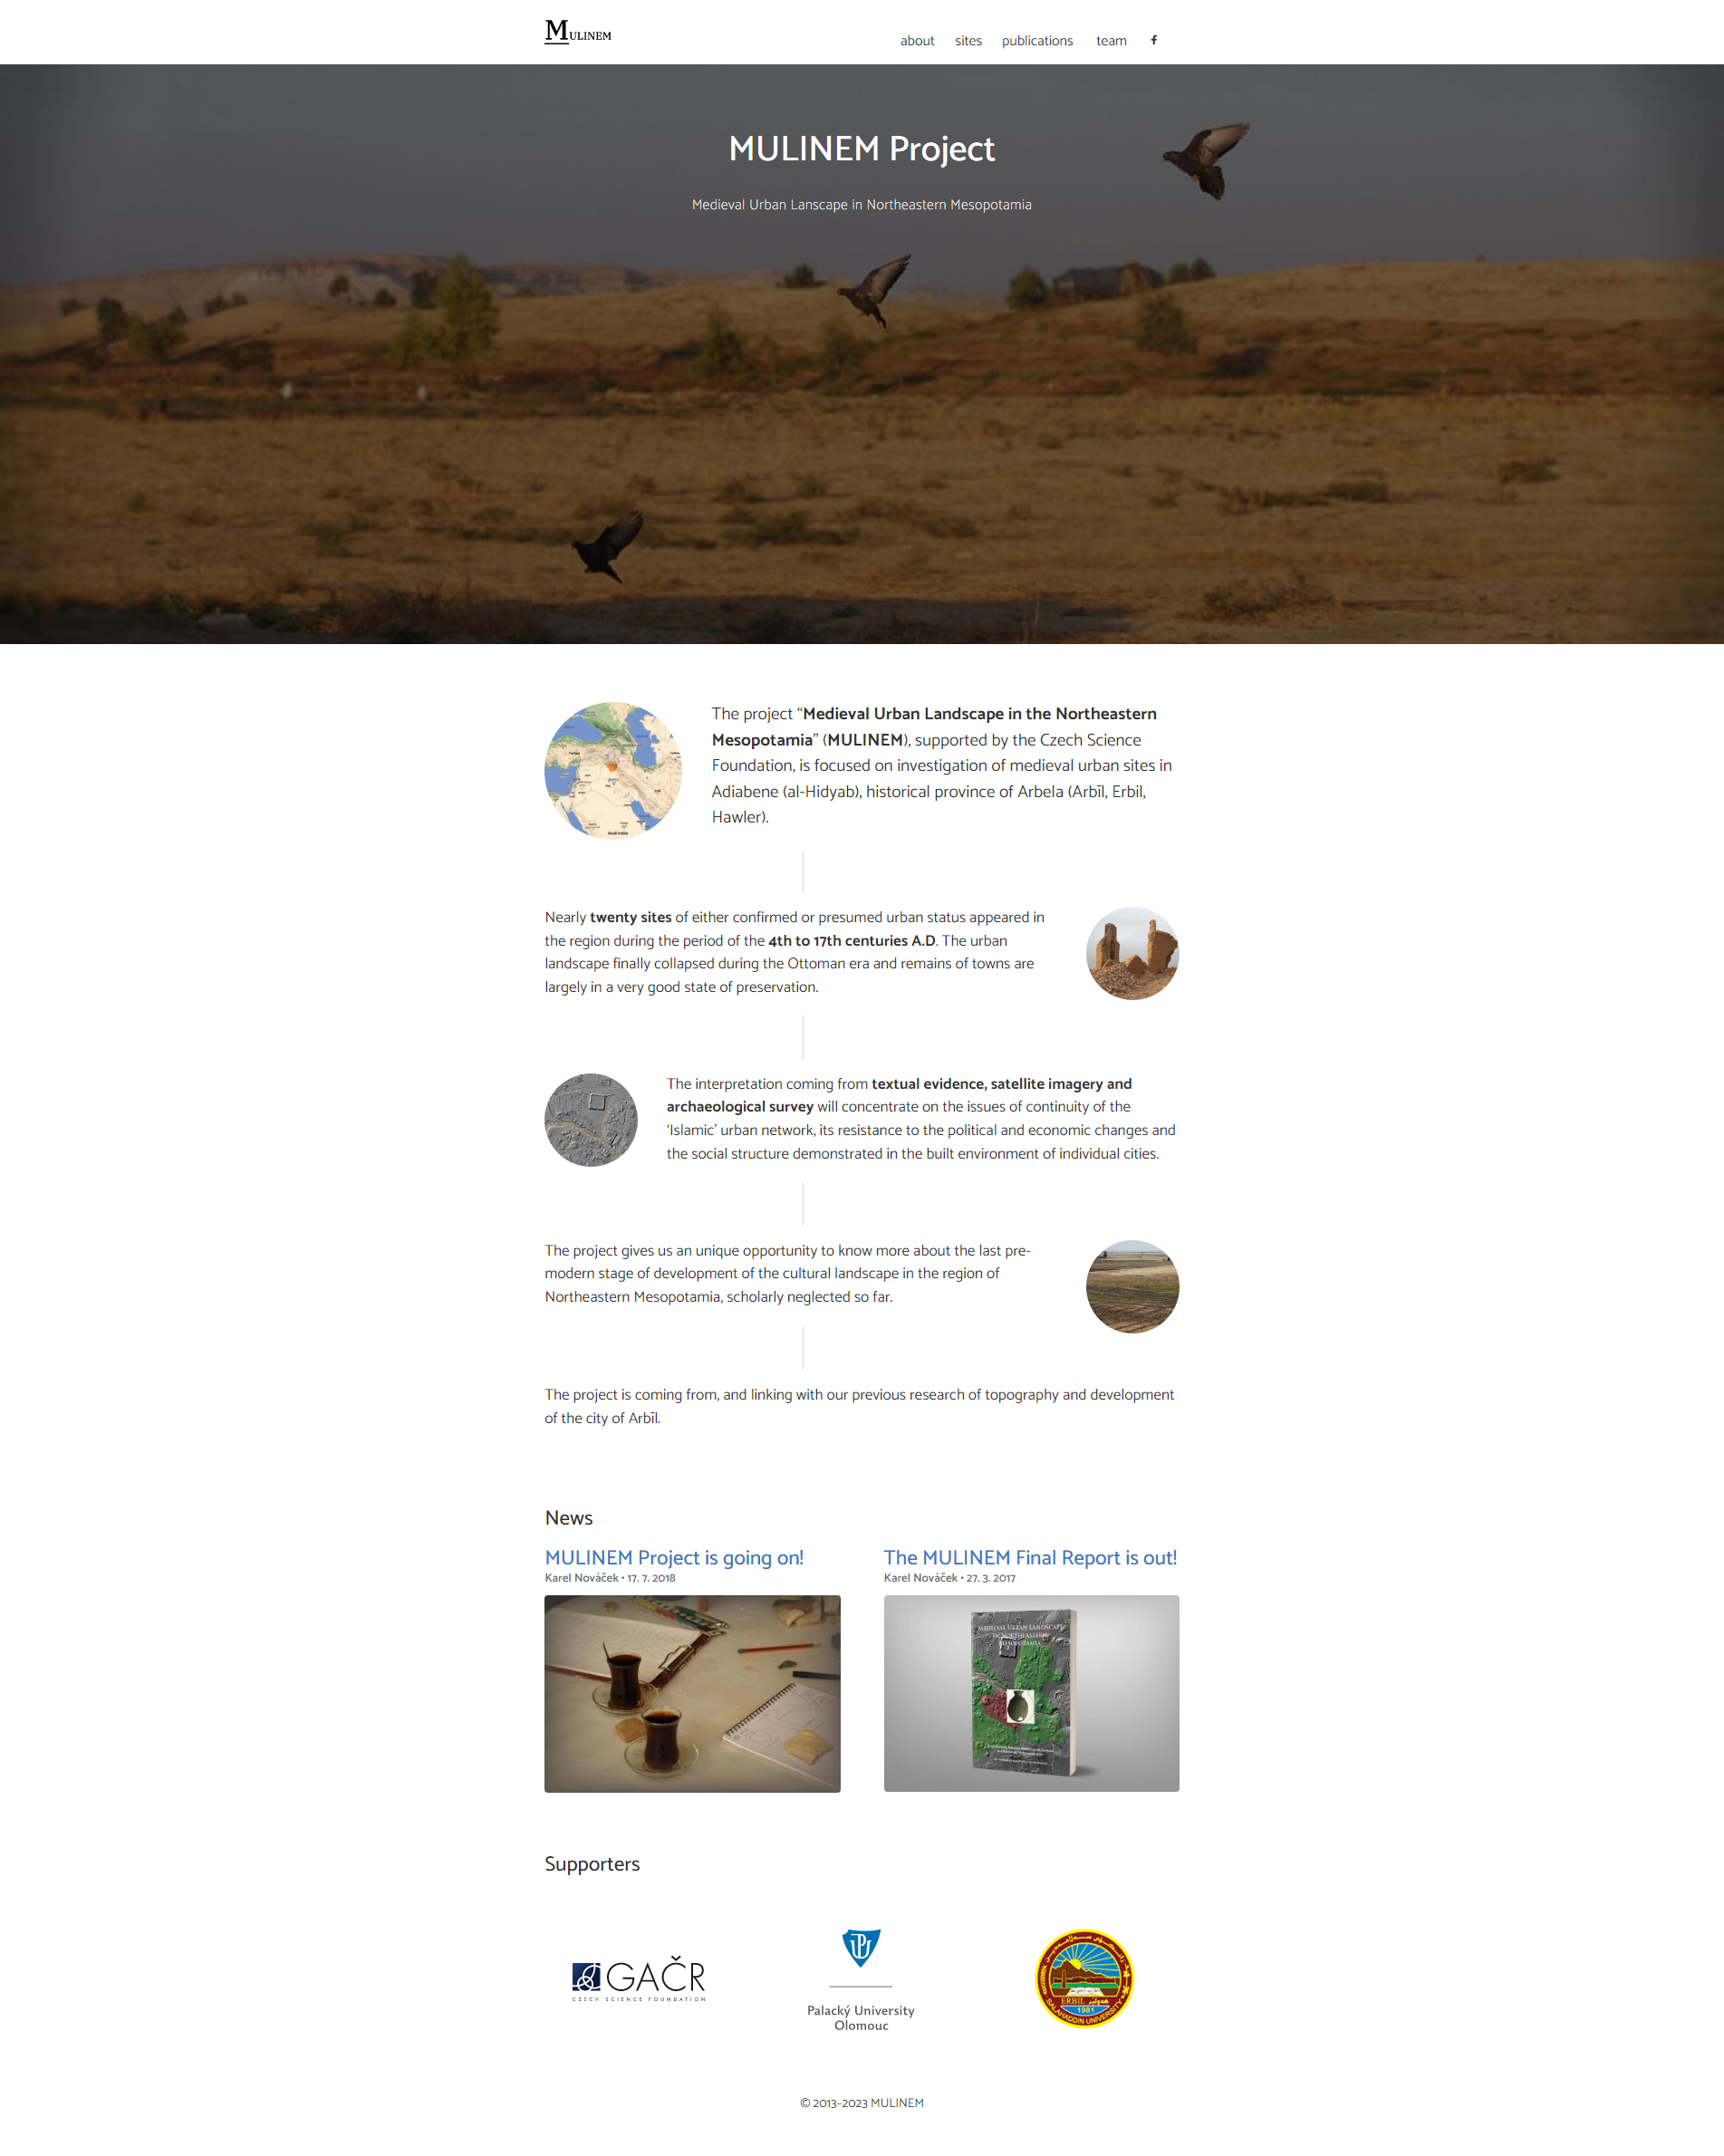 MULINEM
about sites publications team f
MULINEM Project
Medieval Urban Lanscape in Northeastern Mesopotamia
The project “Medieval Urban Landscape in the Northeastern
Mesopotamia” (MULINEM), supported by the Czech Science
Foundation, is focused on investigation of medieval urban sites in
Adiabene (al-Hidyab), historical province of Arbela (Arbīl, Erbil,
Hawler).
Nearly twenty sites of either confirmed or presumed urban status appeared in
the region during the period of the 4th to 17th centuries A.D. The urban
landscape finally collapsed during the Ottoman era and remains of towns are
largely in a very good state of preservation.
The interpretation coming from textual evidence, satellite imagery and
archaeological survey will concentrate on the issues of continuity of the
‘Islamic’ urban network, its resistance to the political and economic changes and
the social structure demonstrated in the built environment of individual cities.
The project gives us an unique opportunity to know more about the last pre-
modern stage of development of the cultural landscape in the region of
Northeastern Mesopotamia, scholarly neglected so far.
The project is coming from, and linking with our previous research of topography and development
of the city of Arbīl.
News
MULINEM Project is going on!
Karel Nováček • 17. 7. 2018
The MULINEM Final Report is out!
Karel Nováček • 27. 3. 2017
MEDIEVAL URBAN LANDSCAPE
IN NORTHEASTERN
MESOPOTAMIA
Supporters
GAČR
CZECH SCIENCE FOUNDATION
Palacký University
Olomouc
ERBIL هەولێر
1981
SALAHADDIN UNIVERSITY
© 2013–2023 MULINEM